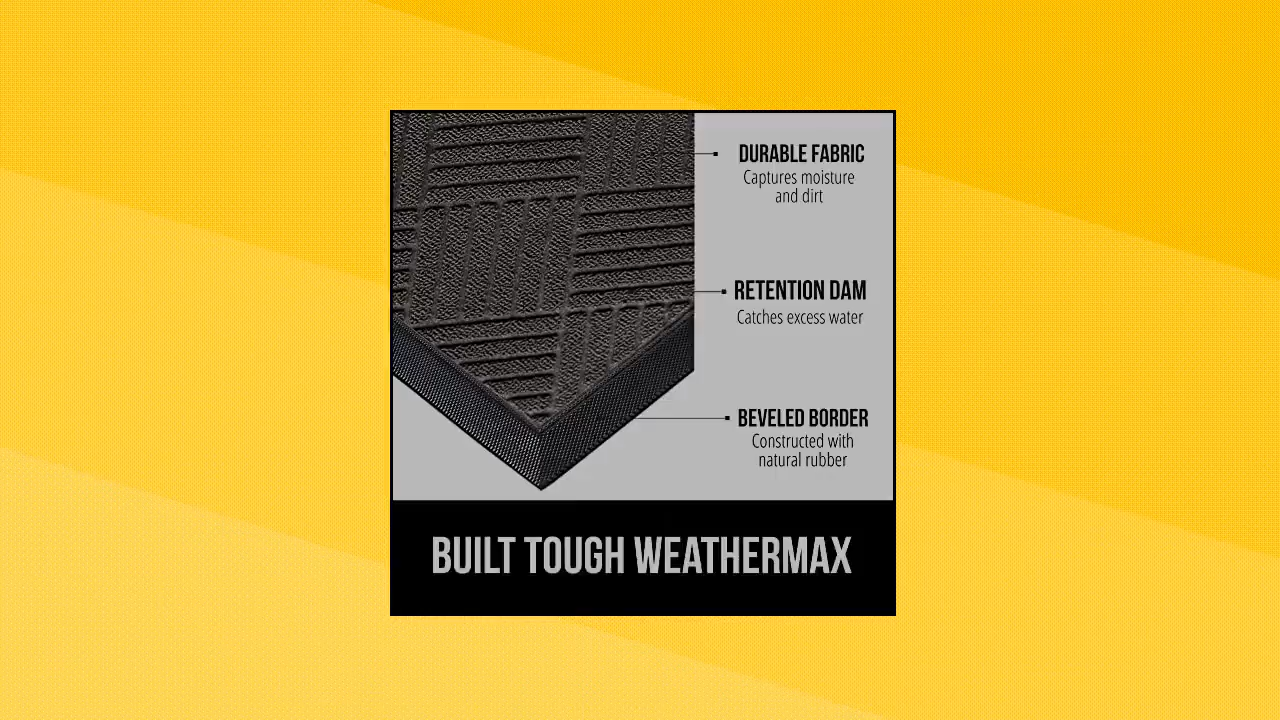 DURABLE FABRIC
Captures moisture
and dirt
RETENTION DAM
Catches excess water
BEVELED BORDER
Constructed with
natural rubber
BUILT TOUGH WEATHERMAX